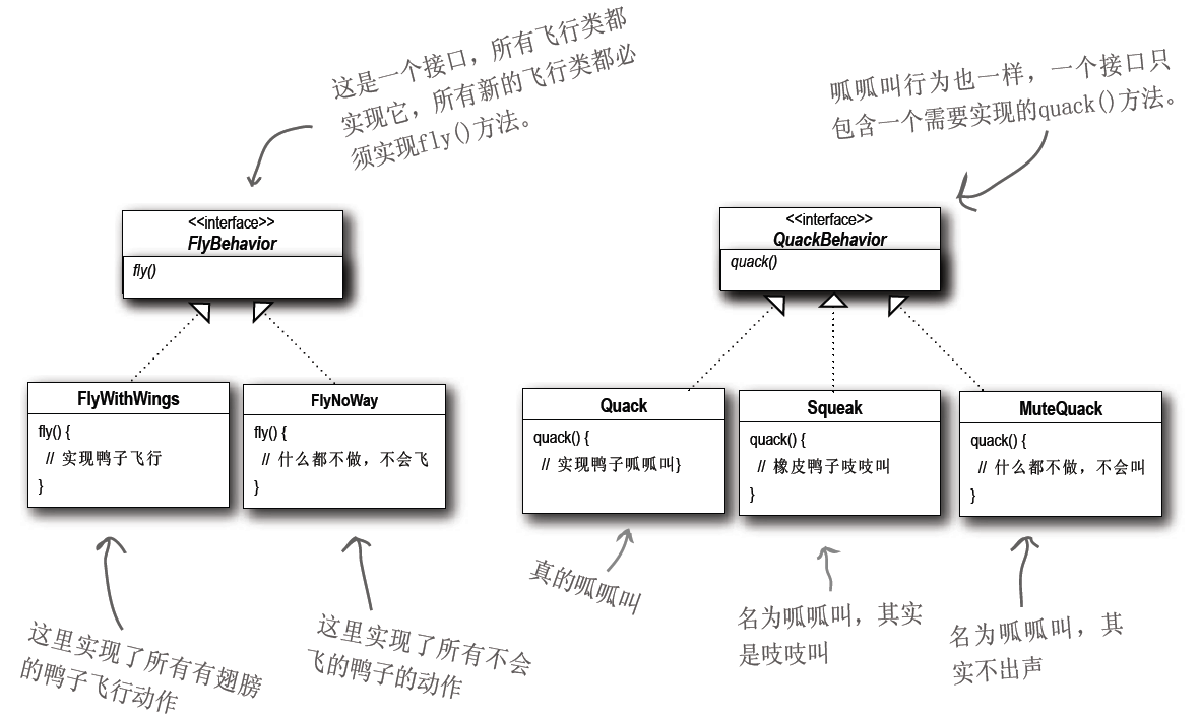 这是一个接口，所有飞行类都
实现它，所有新的飞行类都必
须实现fly()方法。
呱呱叫行为也一样，一个接口只
包含一个需要实现的quack()方法。
<<interface>>
FlyBehavior
fly()
<<interface>>
QuackBehavior
quack()
FlyWithWings
fly() {
// 实现鸭子飞行
}
FlyNoWay
fly() {
// 什么都不做，不会飞
}
Quack
quack() {
// 实现鸭子呱呱叫}
Squeak
quack() {
// 橡皮鸭子吱吱叫
}
MuteQuack
quack() {
// 什么都不做，不会叫
}
这里实现了所有有翅膀
的鸭子飞行动作
这里实现了所有不会
飞的鸭子的动作
真的呱呱叫
名为呱呱叫，其实
是吱吱叫
名为呱呱叫，其
实不出声